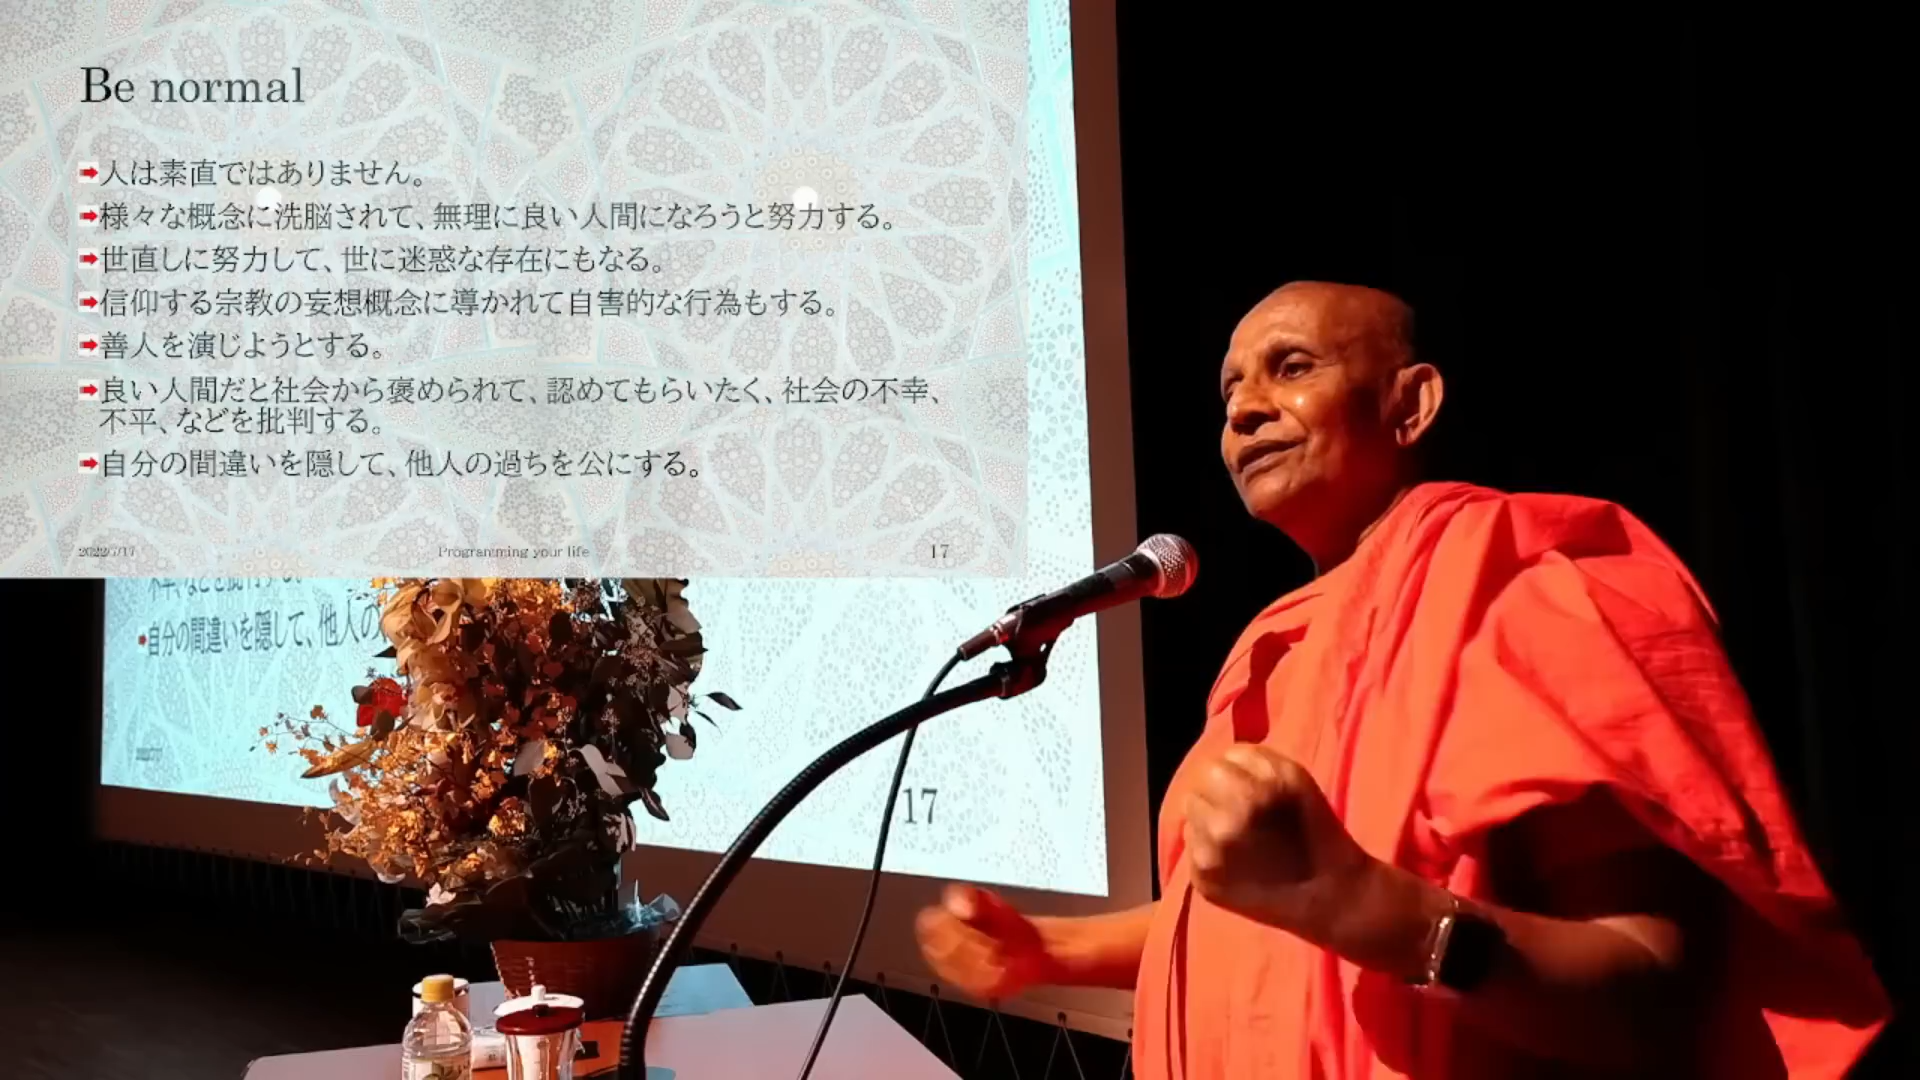 Be normal
人は素直ではありません。
様々な概念に洗脳されて、無理に良い人間になろうと努力する。
世直しに努力して、世に迷惑な存在にもなる。
信仰する宗教の妄想概念に導かれて自害的な行為もする。
善人を演じようとする。
良い人間だと社会から褒められて、認めてもらいたく、社会の不幸、
不平、などを批判する。
自分の間違いを隠して、他人の過ちを公にする。
2022/7/17
Programming your life
17
自分の間違いを隠して、他人の
17